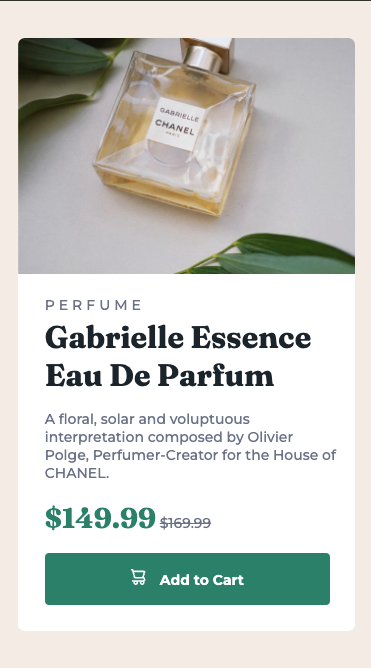 GABRIELLE
CHANEL
PARIS
PERFUME
Gabrielle Essence
Eau De Parfum
A floral, solar and voluptuous
interpretation composed by Olivier
Polge, Perfumer-Creator for the House of
CHANEL.
$149.99 $169.99
Add to Cart